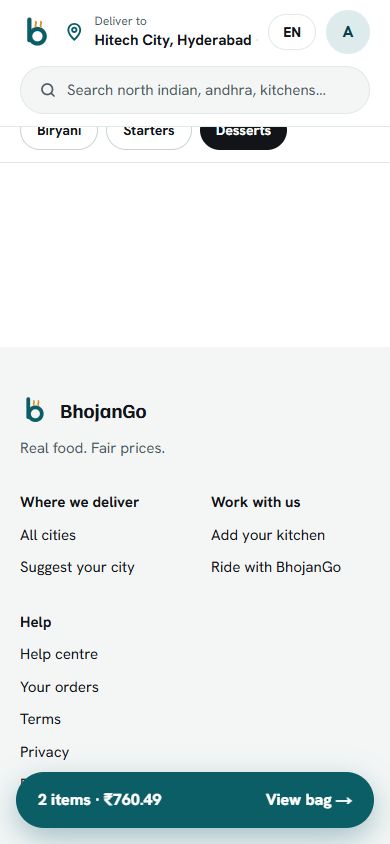 Deliver to
Hitech City, Hyderabad
EN
A
Search north indian, andhra, kitchens...
Biryani
Starters
Desserts
BhojanGo
Real food. Fair prices.
Where we deliver
Work with us
All cities
Add your kitchen
Suggest your city
Ride with BhojanGo
Help
Help centre
Your orders
Terms
Privacy
2 items · ₹760.49
View bag →